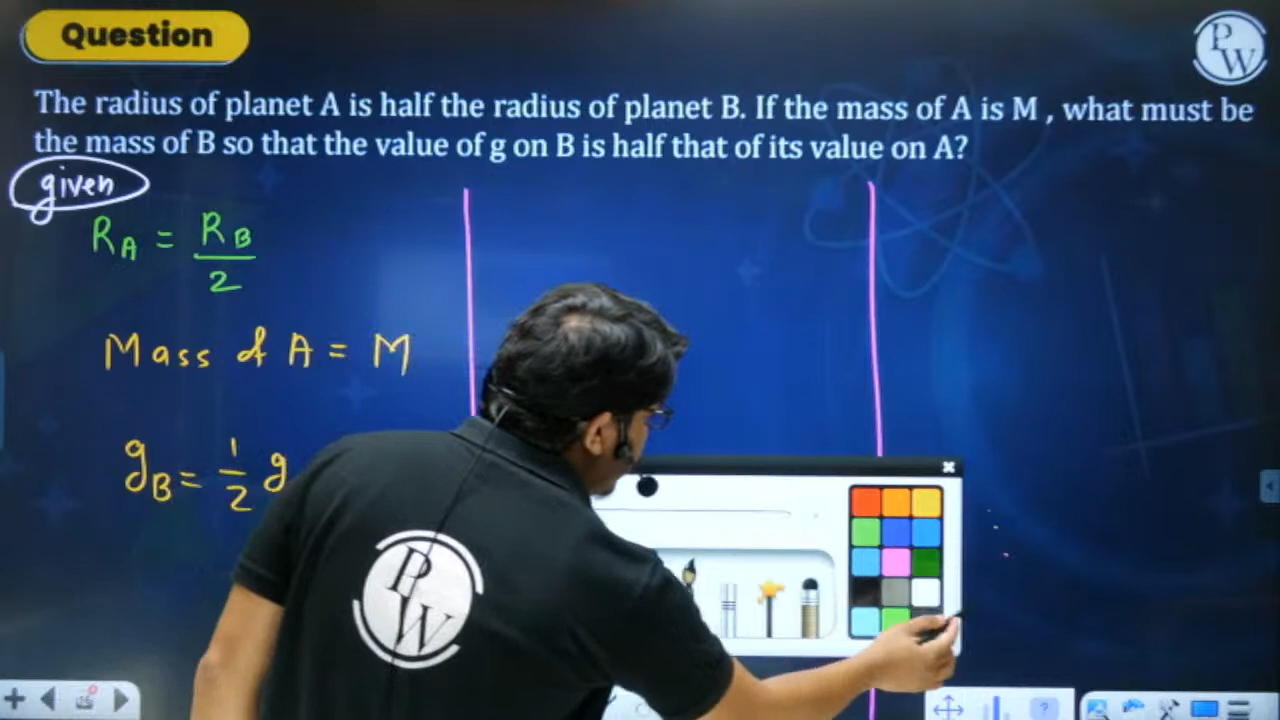 Question
PW
The radius of planet A is half the radius of planet B. If the mass of A is M , what must be
the mass of B so that the value of g on B is half that of its value on A?
given
R_A = R_B / 2
Mass of A = M
g_B = 1/2 g
PW
?